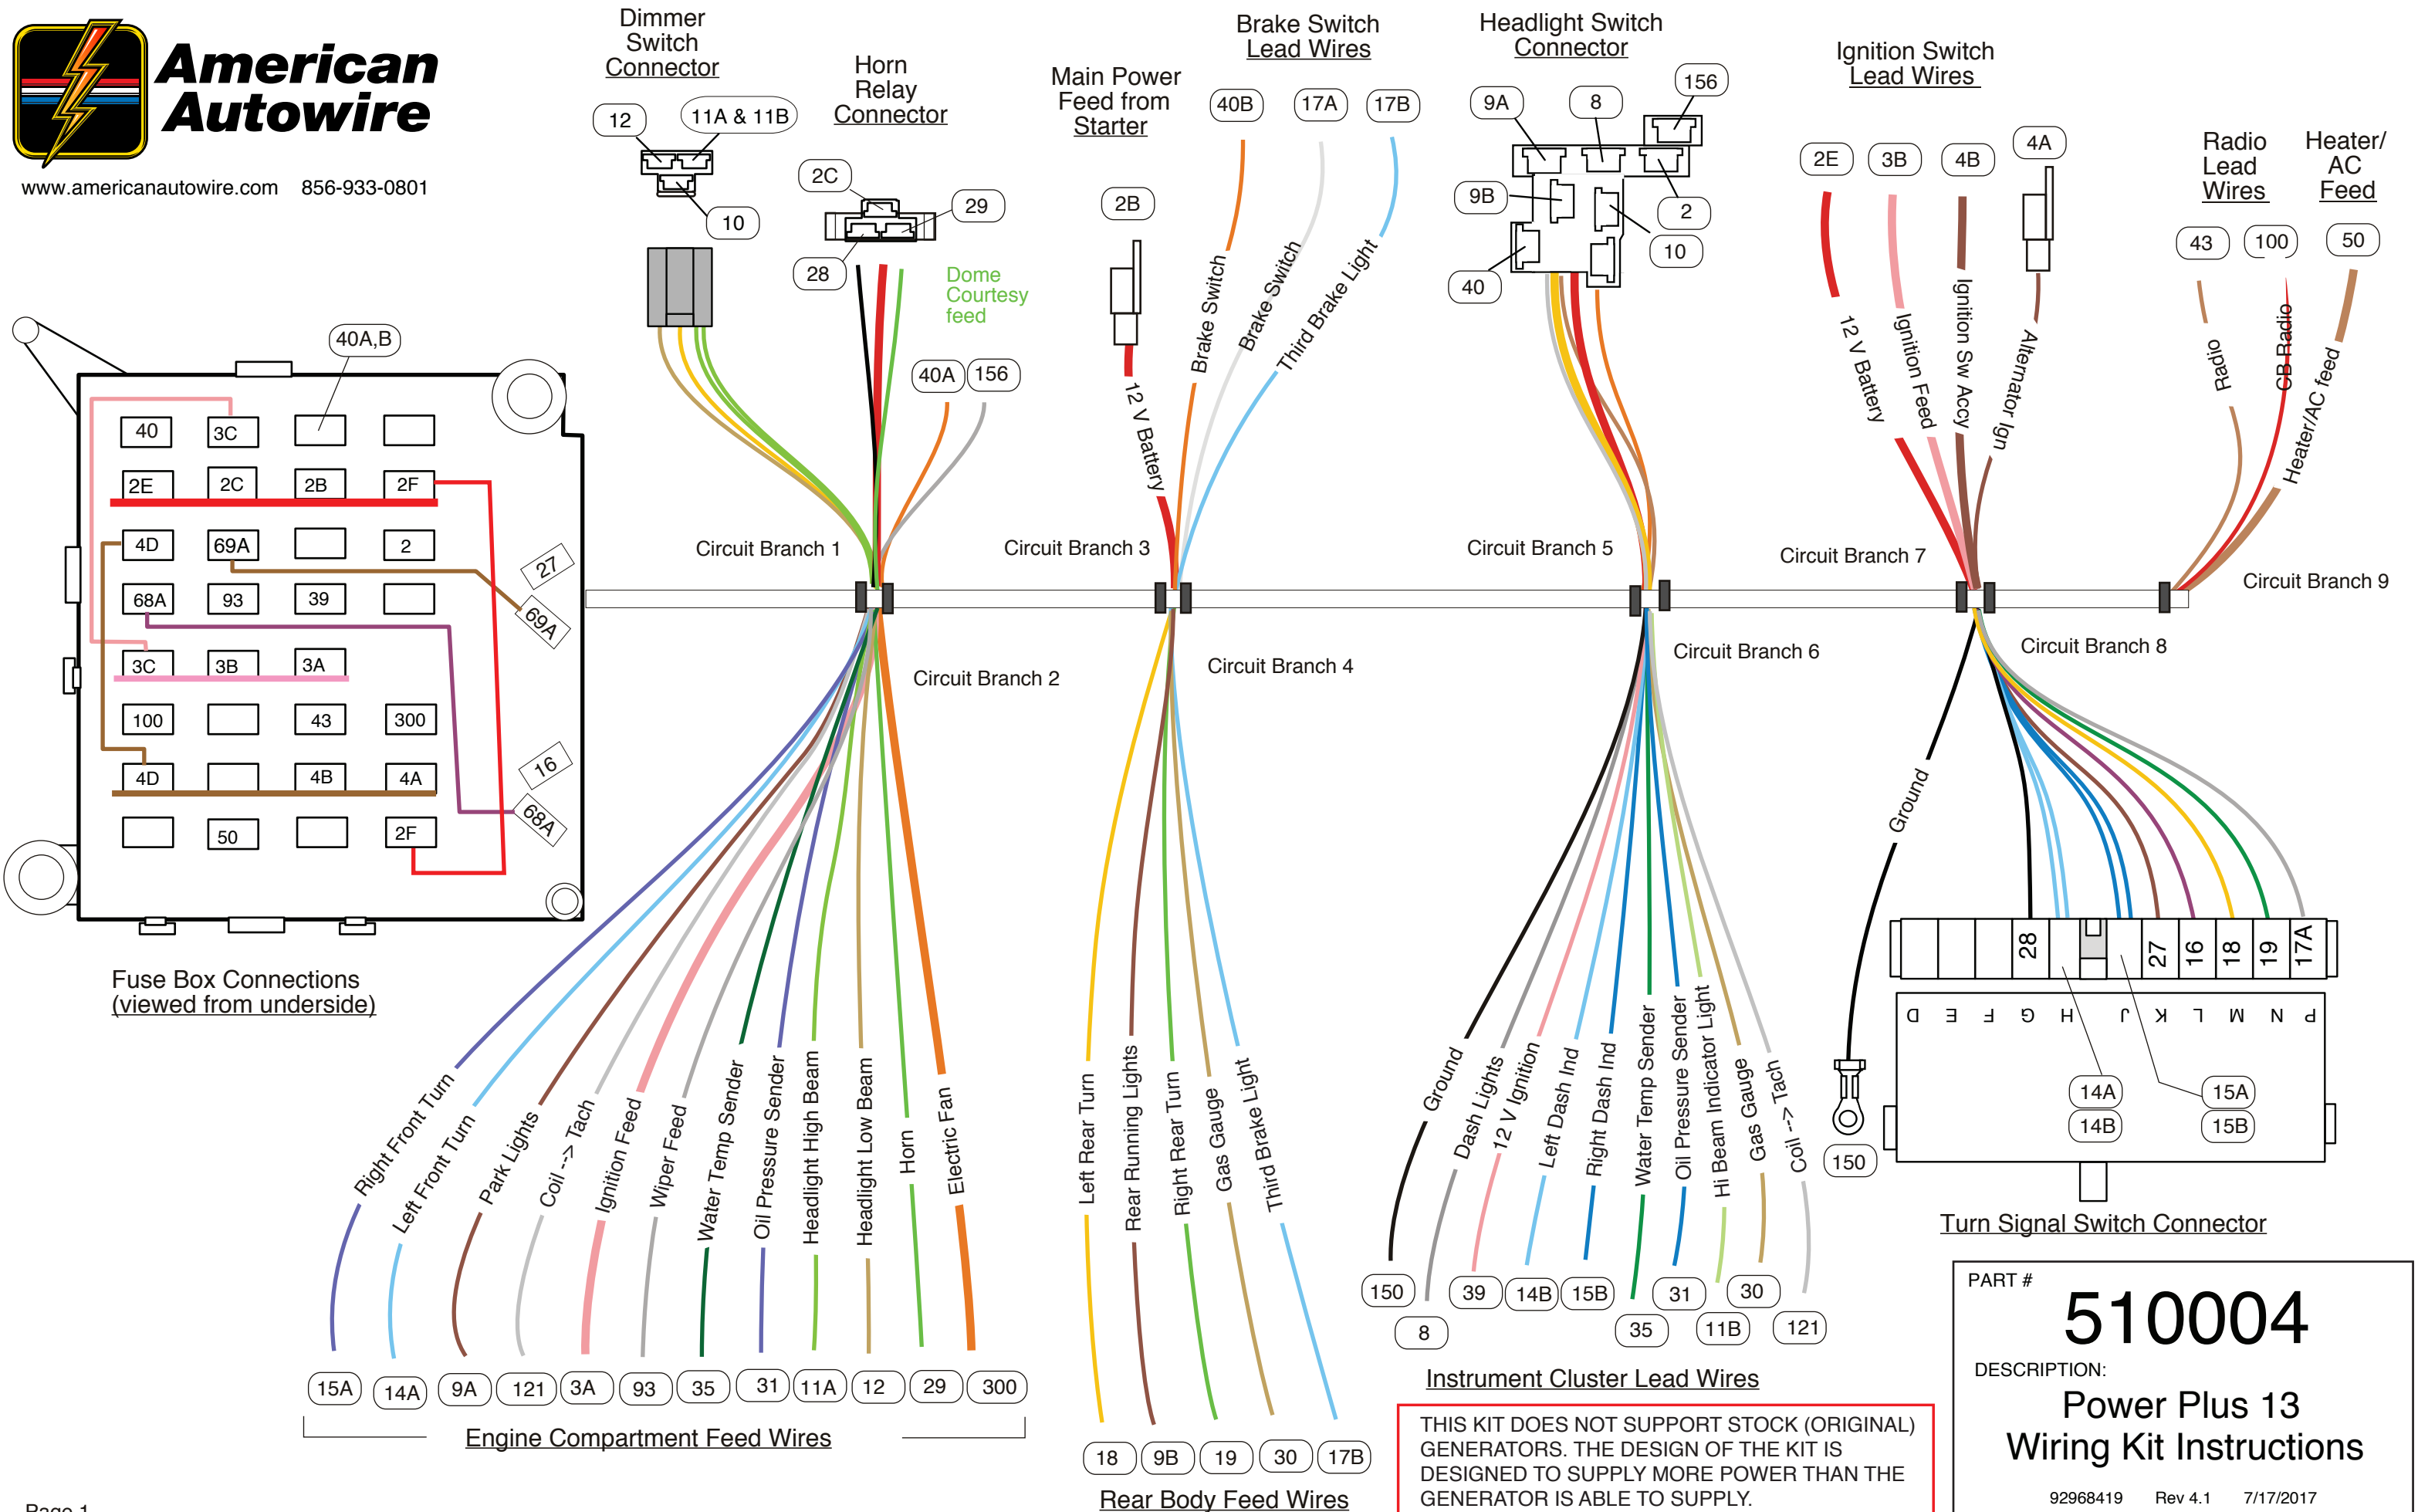 American
Autowire
www.americanautowire.com 856-933-0801
Dimmer
Switch
Connector
12
11A & 11B
10
Horn
Relay
Connector
2C
29
28
Dome
Courtesy
feed
40A
156
Main Power
Feed from
Starter
2B
12 V Battery
Brake Switch
Lead Wires
40B
17A
17B
Brake Switch
Brake Switch
Third Brake Light
Headlight Switch
Connector
156
9A
8
9B
2
10
40
Ignition Switch
Lead Wires
2E
3B
4B
4A
12 V Battery
Ignition Feed
Ignition Sw Accy
Alternator Ign
Radio
Lead
Wires
Heater/
AC
Feed
43
100
50
Radio
CB Radio
Heater/AC feed
40A,B
40
3C
2E
2C
2B
2F
4D
69A
2
27
68A
93
39
69A
3C
3B
3A
100
43
300
16
4D
4B
4A
68A
50
2F
Fuse Box Connections
(viewed from underside)
Circuit Branch 1
Circuit Branch 3
Circuit Branch 5
Circuit Branch 7
Circuit Branch 9
Circuit Branch 2
Circuit Branch 4
Circuit Branch 6
Circuit Branch 8
Right Front Turn
Left Front Turn
Park Lights
Coil --> Tach
Ignition Feed
Wiper Feed
Water Temp Sender
Oil Pressure Sender
Headlight High Beam
Headlight Low Beam
Horn
Electric Fan
15A
14A
9A
121
3A
93
35
31
11A
12
29
300
Engine Compartment Feed Wires
Left Rear Turn
Rear Running Lights
Right Rear Turn
Gas Gauge
Third Brake Light
18
9B
19
30
17B
Rear Body Feed Wires
Ground
Dash Lights
12 V Ignition
Left Dash Ind
Right Dash Ind
Water Temp Sender
Oil Pressure Sender
Hi Beam Indicator Light
Gas Gauge
Coil --> Tach
150
8
39
14B
15B
35
31
11B
30
121
Instrument Cluster Lead Wires
Ground
150
28
27
16
18
19
17A
D E F G H J K L M N P
14A
14B
15A
15B
Turn Signal Switch Connector
THIS KIT DOES NOT SUPPORT STOCK (ORIGINAL)
GENERATORS. THE DESIGN OF THE KIT IS
DESIGNED TO SUPPLY MORE POWER THAN THE
GENERATOR IS ABLE TO SUPPLY.
PART #
510004
DESCRIPTION:
Power Plus 13
Wiring Kit Instructions
92968419 Rev 4.1 7/17/2017
Page 1